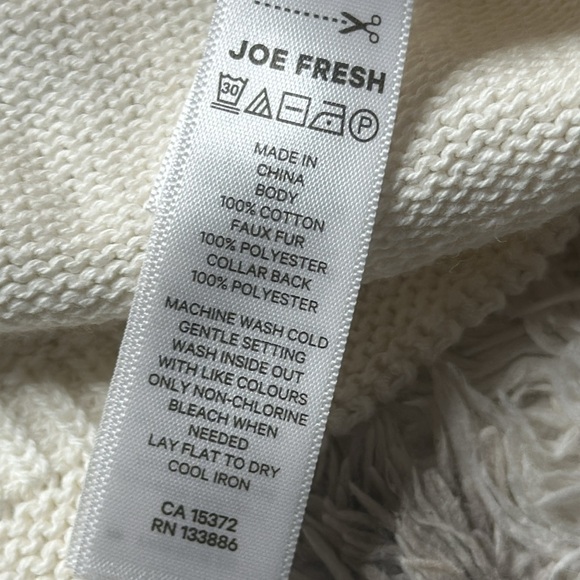 JOE FRESH
30 P
MADE IN
CHINA
BODY
100% COTTON
FAUX FUR
100% POLYESTER
COLLAR BACK
100% POLYESTER
MACHINE WASH COLD
GENTLE SETTING
WASH INSIDE OUT
WITH LIKE COLOURS
ONLY NON-CHLORINE
BLEACH WHEN
NEEDED
LAY FLAT TO DRY
COOL IRON
CA 15372
RN 133886